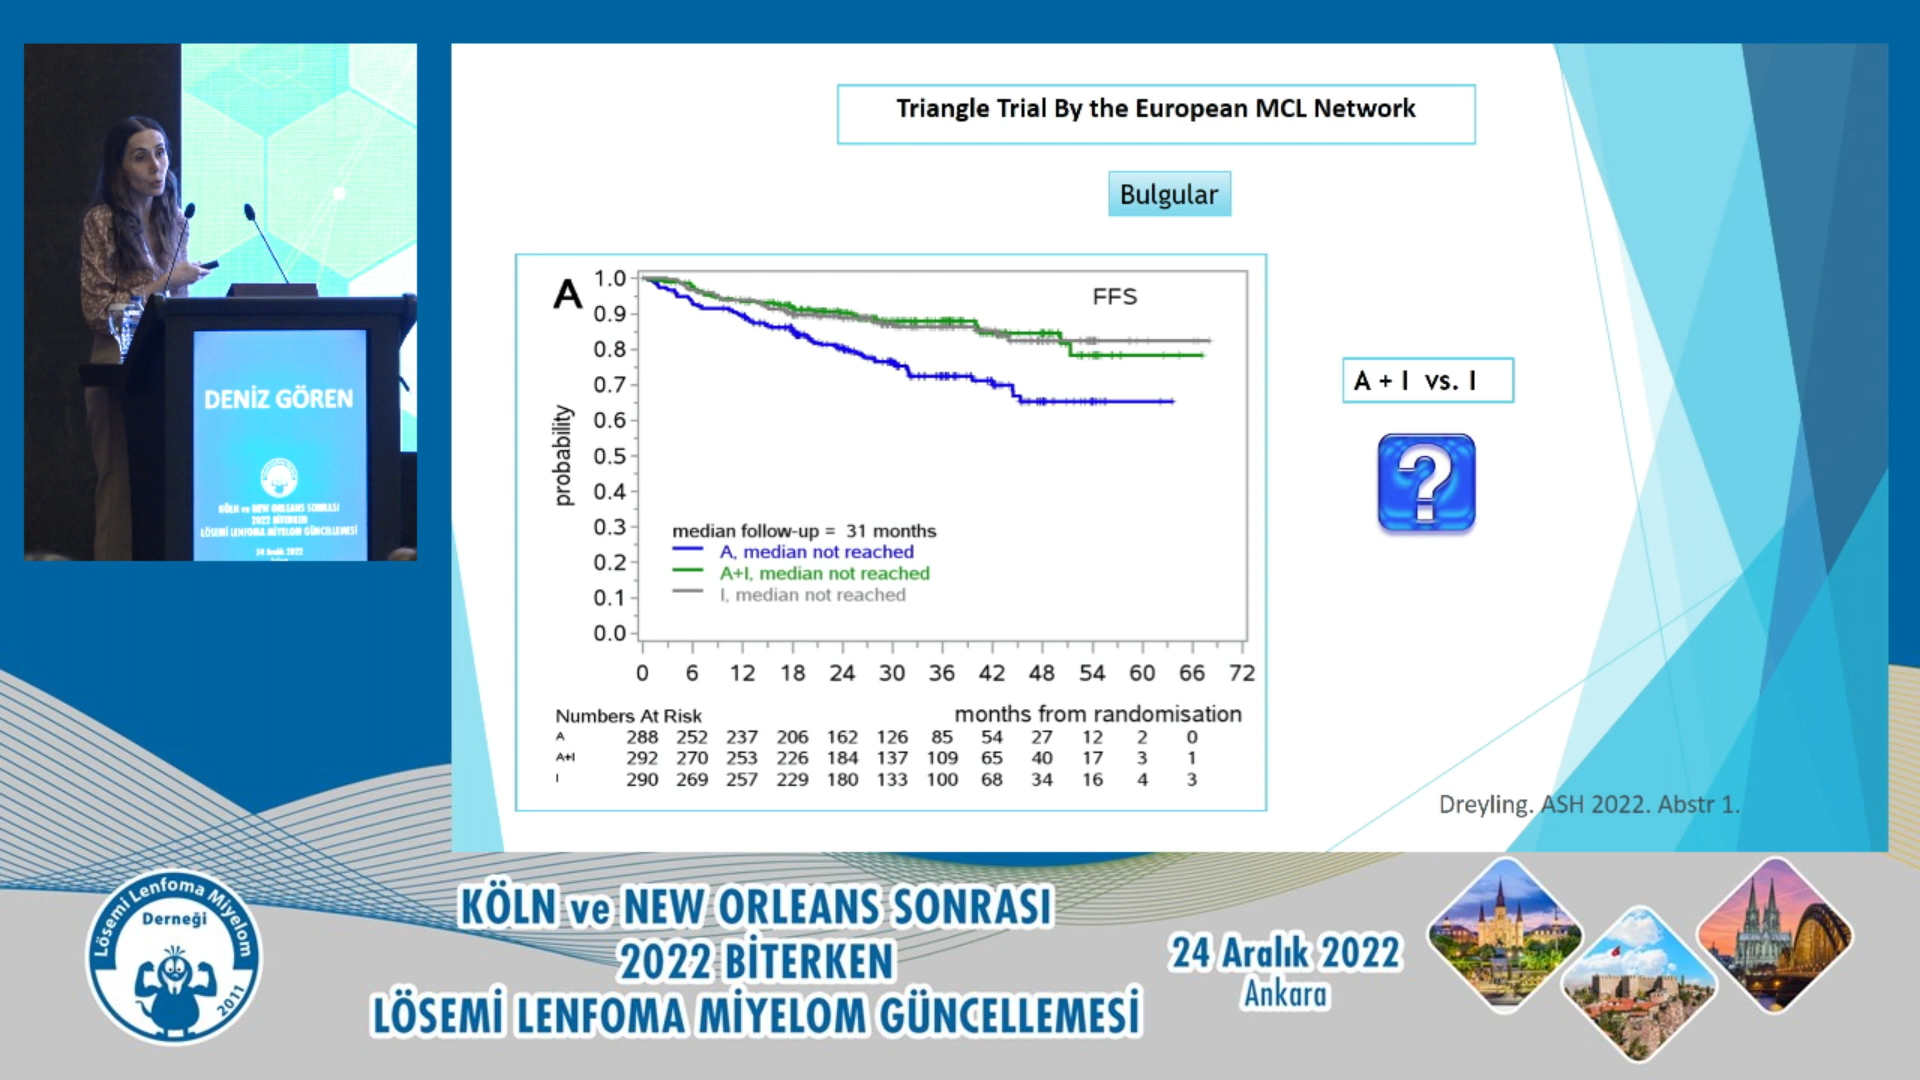 Triangle Trial By the European MCL Network
Bulgular
A
FFS
1.0
0.9
0.8
0.7
0.6
0.5
0.4
0.3
0.2
0.1
0.0
probability
median follow-up = 31 months
A, median not reached
A+I, median not reached
I, median not reached
0 6 12 18 24 30 36 42 48 54 60 66 72
Numbers At Risk
months from randomisation
A 288 252 237 206 162 126 85 54 27 12 2 0
A+I 292 270 253 226 184 137 109 65 40 17 3 1
I 290 269 257 229 180 133 100 68 34 16 4 3
A + I vs. I
?
Dreyling. ASH 2022. Abstr 1.
DENİZ GÖREN
KÖLN ve NEW ORLEANS SONRASI
2022 BİTERKEN
LÖSEMİ LENFOMA MİYELOM GÜNCELLEMESİ
24 Aralık 2022
Lösemi Lenfoma Miyelom
Derneği
2011
KÖLN ve NEW ORLEANS SONRASI
2022 BİTERKEN
LÖSEMİ LENFOMA MİYELOM GÜNCELLEMESİ
24 Aralık 2022
Ankara